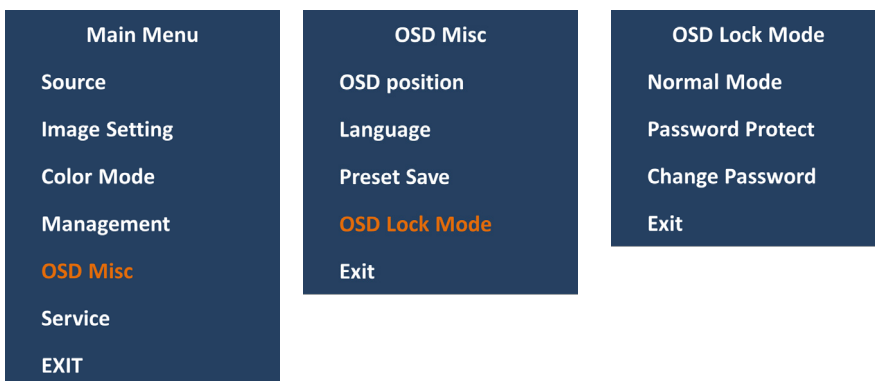 Main Menu
Source
Image Setting
Color Mode
Management
OSD Misc
Service
EXIT
OSD Misc
OSD position
Language
Preset Save
OSD Lock Mode
Exit
OSD Lock Mode
Normal Mode
Password Protect
Change Password
Exit